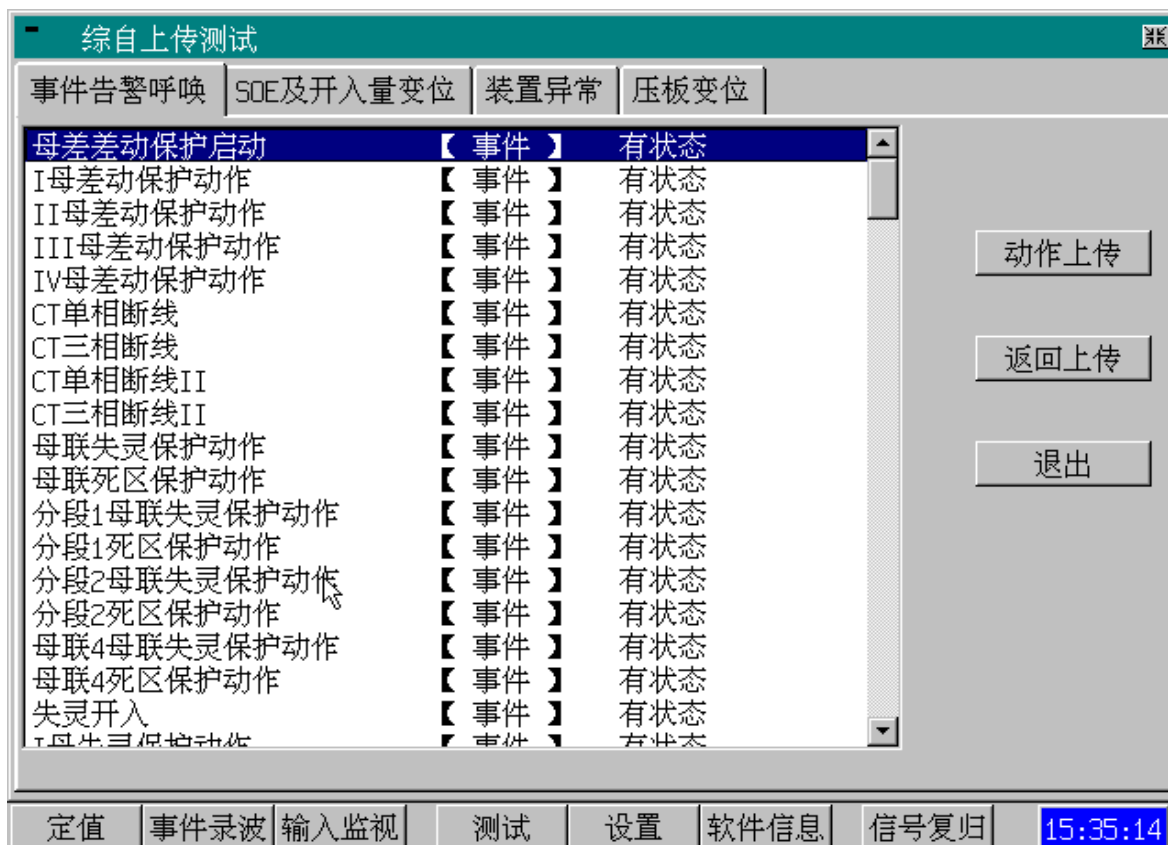 综自上传测试
事件告警呼唤 SOE及开入量变位 装置异常 压板变位
母差差动保护启动 【 事件 】 有状态
I母差动保护动作 【 事件 】 有状态
II母差动保护动作 【 事件 】 有状态
III母差动保护动作 【 事件 】 有状态
IV母差动保护动作 【 事件 】 有状态
CT单相断线 【 事件 】 有状态
CT三相断线 【 事件 】 有状态
CT单相断线II 【 事件 】 有状态
CT三相断线II 【 事件 】 有状态
母联失灵保护动作 【 事件 】 有状态
母联死区保护动作 【 事件 】 有状态
分段1母联失灵保护动作 【 事件 】 有状态
分段1死区保护动作 【 事件 】 有状态
分段2母联失灵保护动作 【 事件 】 有状态
分段2死区保护动作 【 事件 】 有状态
母联4母联失灵保护动作 【 事件 】 有状态
母联4死区保护动作 【 事件 】 有状态
失灵开入 【 事件 】 有状态
I母失灵保护动作 【 事件 】 有状态
动作上传
返回上传
退出
定值 事件录波 输入监视 测试 设置 软件信息 信号复归 15:35:14